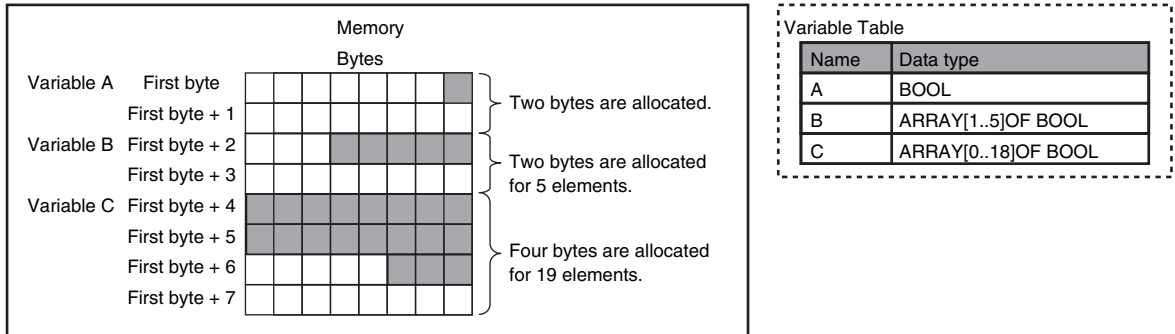 Memory
Bytes
Variable A First byte
First byte + 1
Two bytes are allocated.
Variable B First byte + 2
First byte + 3
Two bytes are allocated
for 5 elements.
Variable C First byte + 4
First byte + 5
First byte + 6
First byte + 7
Four bytes are allocated
for 19 elements.
Variable Table
Name Data type
A BOOL
B ARRAY[1..5]OF BOOL
C ARRAY[0..18]OF BOOL